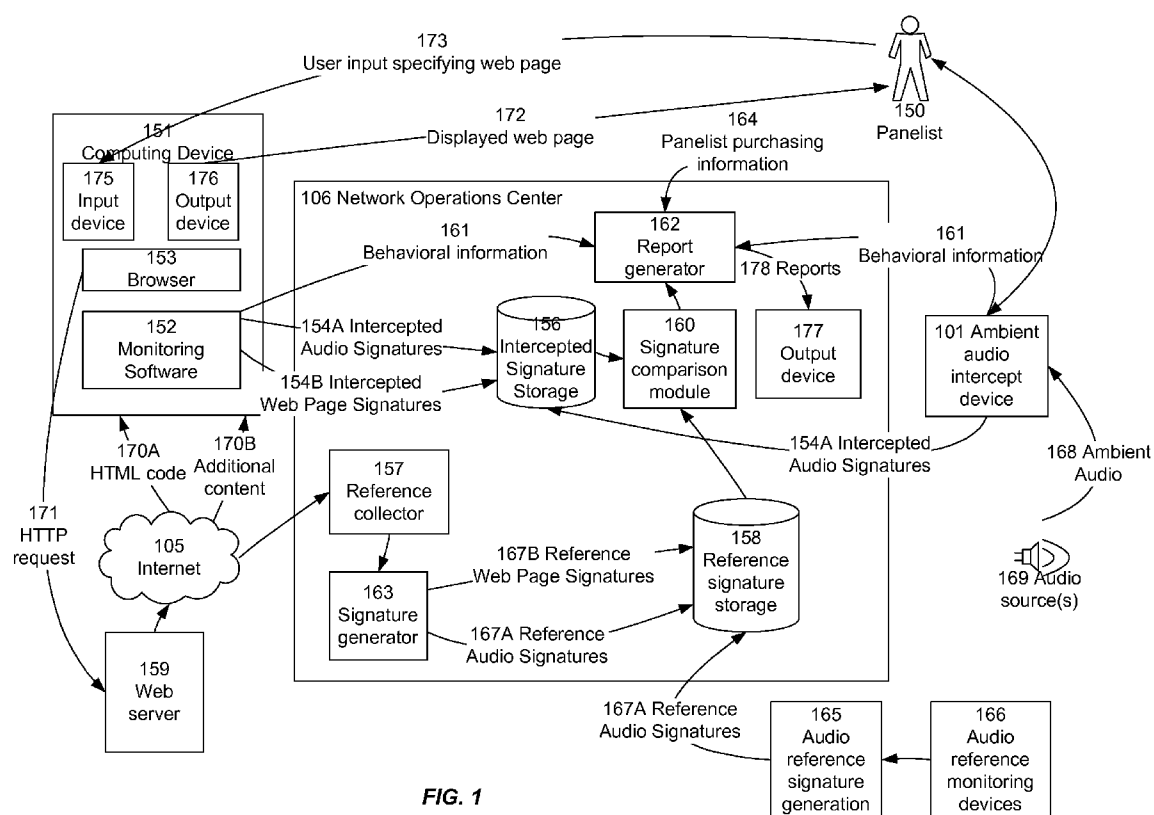 173
User input specifying web page
172
Displayed web page
150
Panelist
151
Computing Device
175
Input
device
176
Output
device
153
Browser
152
Monitoring
Software
164
Panelist purchasing
information
106 Network Operations Center
161
Behavioral information
162
Report
generator
161
Behavioral information
178 Reports
154A Intercepted
Audio Signatures
154B Intercepted
Web Page Signatures
156
Intercepted
Signature
Storage
160
Signature
comparison
module
177
Output
device
101 Ambient
audio
intercept
device
154A Intercepted
Audio Signatures
168 Ambient
Audio
169 Audio
source(s)
170A
HTML code
170B
Additional
content
171
HTTP
request
105
Internet
159
Web
server
157
Reference
collector
163
Signature
generator
167B Reference
Web Page Signatures
167A Reference
Audio Signatures
158
Reference
signature
storage
167A Reference
Audio Signatures
165
Audio
reference
signature
generation
166
Audio
reference
monitoring
devices
FIG. 1